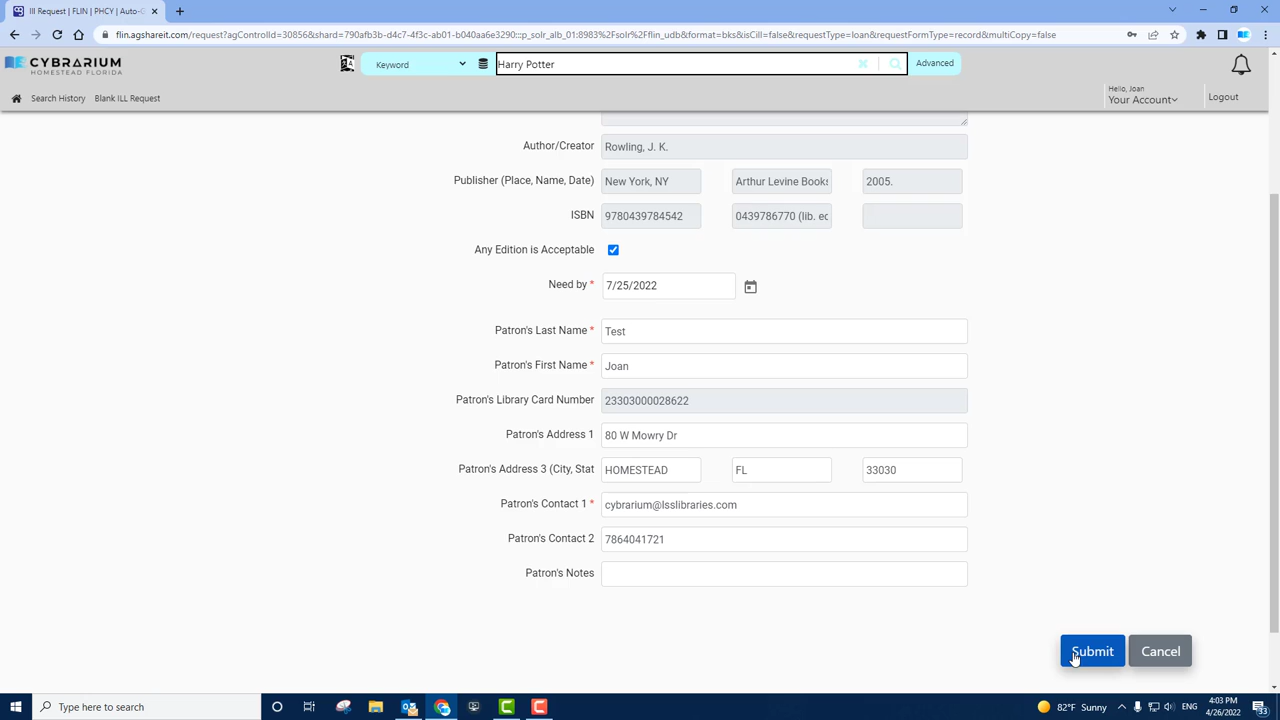 Ill Request | FLIN | PHCY | Auto-G
flin.agshareit.com/request?agControlId=30856&shard=790afb3b-d4c7-4f3c-ab01-b040aa6e3290:::p_solr_alb_01:8983%2Fsolr%2Fflin_udb&format=bks&isCill=false&requestType=loan&requestFormType=record&multiCopy=false
CYBRARIUM
HOMESTEAD FLORIDA
Keyword
Harry Potter
Advanced
Search History
Blank ILL Request
Hello, Joan
Your Account
Logout
Author/Creator
Rowling, J. K.
Publisher (Place, Name, Date)
New York, NY
Arthur Levine Books
2005.
ISBN
9780439784542
0439786770 (lib. ed
Any Edition is Acceptable
Need by *
7/25/2022
Patron's Last Name *
Test
Patron's First Name *
Joan
Patron's Library Card Number
23303000028622
Patron's Address 1
80 W Mowry Dr
Patron's Address 3 (City, Stat
HOMESTEAD
FL
33030
Patron's Contact 1 *
cybrarium@lsslibraries.com
Patron's Contact 2
7864041721
Patron's Notes
Submit
Cancel
Type here to search
82°F Sunny
ENG
4:03 PM
4/26/2022
33